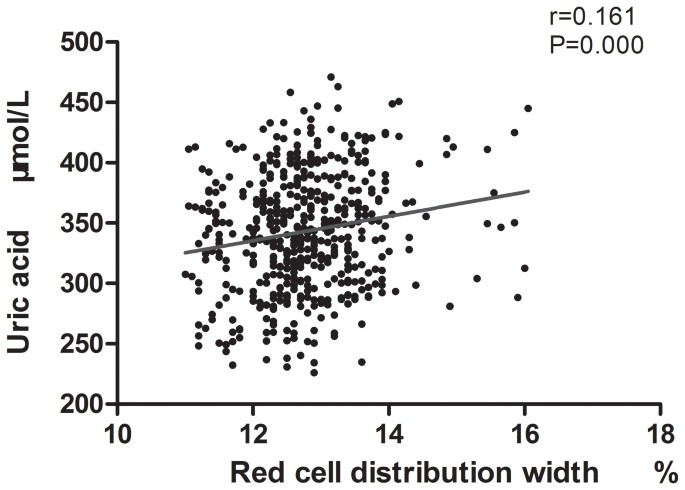 r=0.161
P=0.000
500
450
400
350
300
250
200
Uric acid µmol/L
10 12 14 16 18
Red cell distribution width %